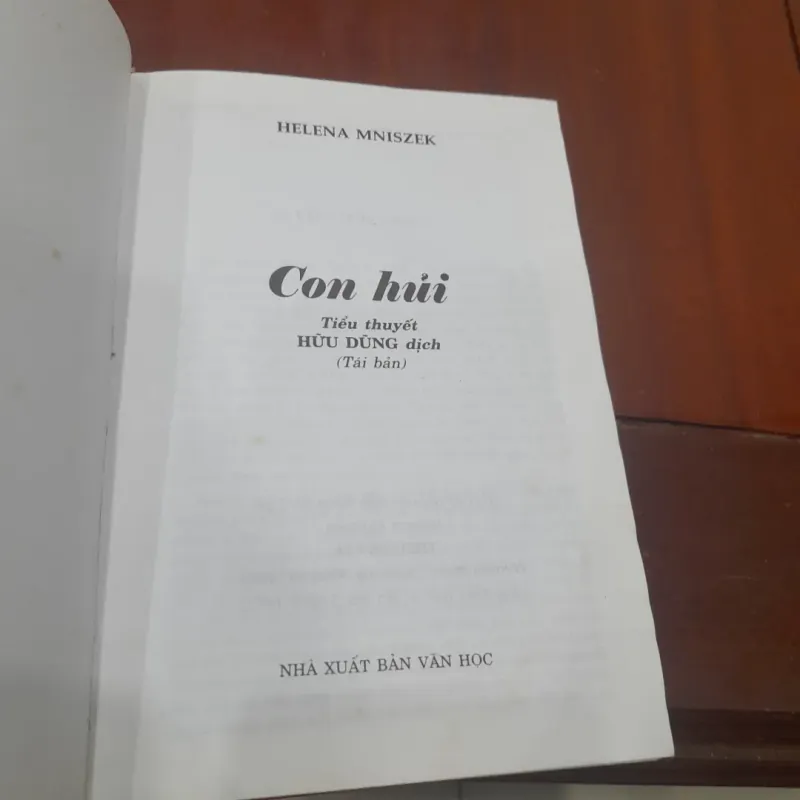 HELENA MNISZEK
Con hủi
Tiểu thuyết
HỮU DŨNG dịch
(Tái bản)
NHÀ XUẤT BẢN VĂN HỌC